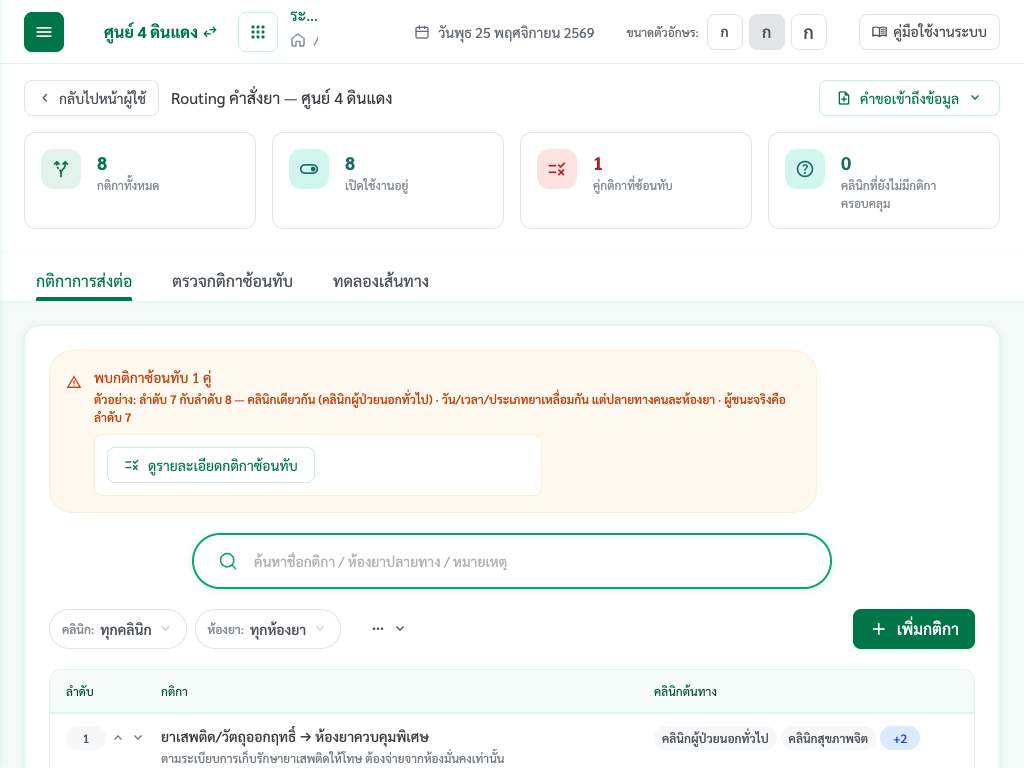 ศูนย์ 4 ดินแดง
ระ...
/
วันพุธ 25 พฤศจิกายน 2569
ขนาดตัวอักษร:
ก ก ก
คู่มือใช้งานระบบ
กลับไปหน้าผู้ใช้
Routing คำสั่งยา — ศูนย์ 4 ดินแดง
คำขอเข้าถึงข้อมูล
8
กติกาทั้งหมด
8
เปิดใช้งานอยู่
1
คู่กติกาที่ซ้อนทับ
0
คลินิกที่ยังไม่มีกติกา
ครอบคลุม
กติกาการส่งต่อ
ตรวจกติกาซ้อนทับ
ทดลองเส้นทาง
พบกติกาซ้อนทับ 1 คู่
ตัวอย่าง: ลำดับ 7 กับลำดับ 8 — คลินิกเดียวกัน (คลินิกผู้ป่วยนอกทั่วไป) · วัน/เวลา/ประเภทยาเหลื่อมกัน แต่ปลายทางคนละห้องยา · ผู้ชนะจริงคือ
ลำดับ 7
ดูรายละเอียดกติกาซ้อนทับ
ค้นหาชื่อกติกา / ห้องยาปลายทาง / หมายเหตุ
คลินิก: ทุกคลินิก
ห้องยา: ทุกห้องยา
...
เพิ่มกติกา
ลำดับ
กติกา
คลินิกต้นทาง
1
ยาเสพติด/วัตถุออกฤทธิ์ → ห้องยาควบคุมพิเศษ
คลินิกผู้ป่วยนอกทั่วไป
คลินิกสุขภาพจิต
+2
ตามระเบียบการเก็บรักษายาเสพติดให้โทษ ต้องจ่ายจากห้องมั่นคงเท่านั้น